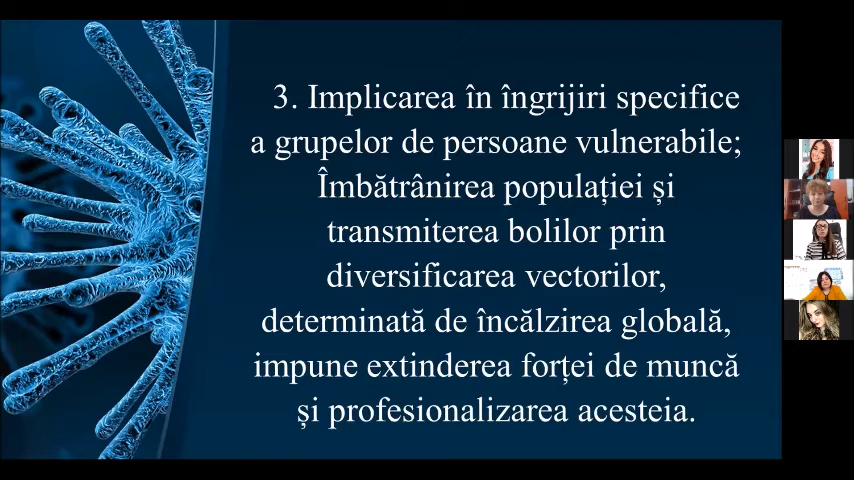 3. Implicarea în îngrijiri specifice
a grupelor de persoane vulnerabile;
Îmbătrânirea populației și
transmiterea bolilor prin
diversificarea vectorilor,
determinată de încălzirea globală,
impune extinderea forței de muncă
și profesionalizarea acesteia.